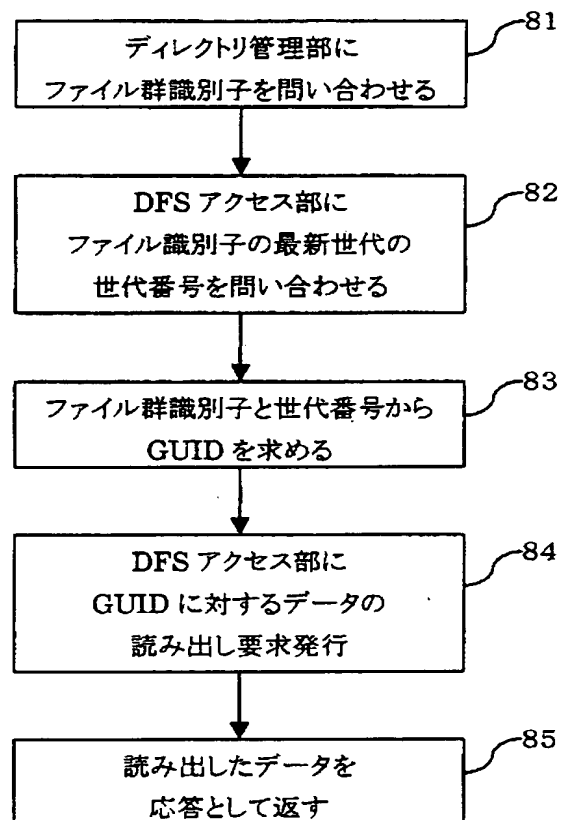 81
ディレクトリ管理部に
ファイル群識別子を問い合わせる
82
DFS アクセス部に
ファイル識別子の最新世代の
世代番号を問い合わせる
83
ファイル群識別子と世代番号から
GUID を求める
84
DFS アクセス部に
GUID に対するデータの
読み出し要求発行
85
読み出したデータを
応答として返す